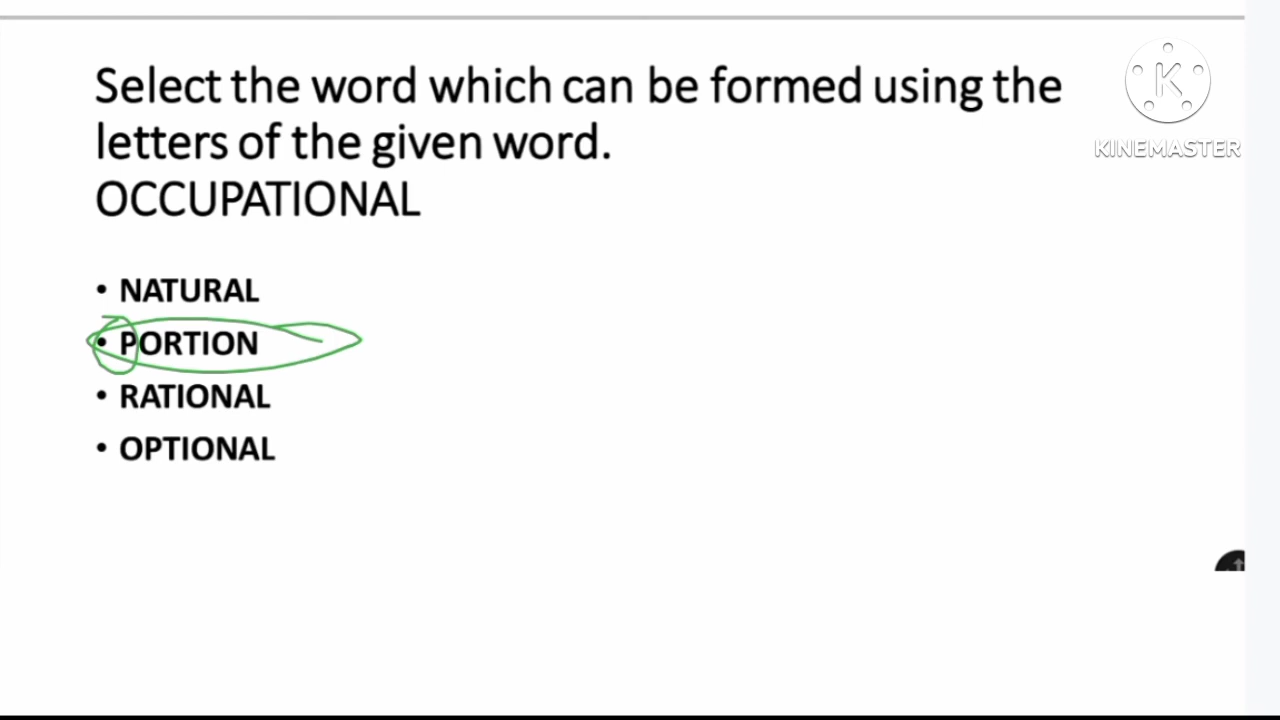 Select the word which can be formed using the
letters of the given word.
OCCUPATIONAL
• NATURAL
• PORTION
• RATIONAL
• OPTIONAL
K
KINEMASTER